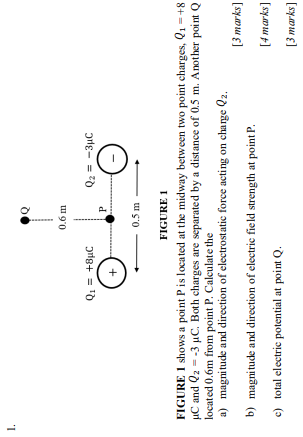 1.
Q
0.6 m
Q₁ = +8μC
Q₂ = −3μC
P
+
−
0.5 m
FIGURE 1
FIGURE 1 shows a point P is located at the midway between two point charges, Q₁ = +8
μC and Q₂ = -3 μC. Both charges are separated by a distance of 0.5 m. Another point Q
located 0.6m from point P. Calculate the
a) magnitude and direction of electrostatic force acting on charge Q₂.
[3 marks]
b) magnitude and direction of electric field strength at point P.
[4 marks]
c) total electric potential at point Q.
[3 marks]